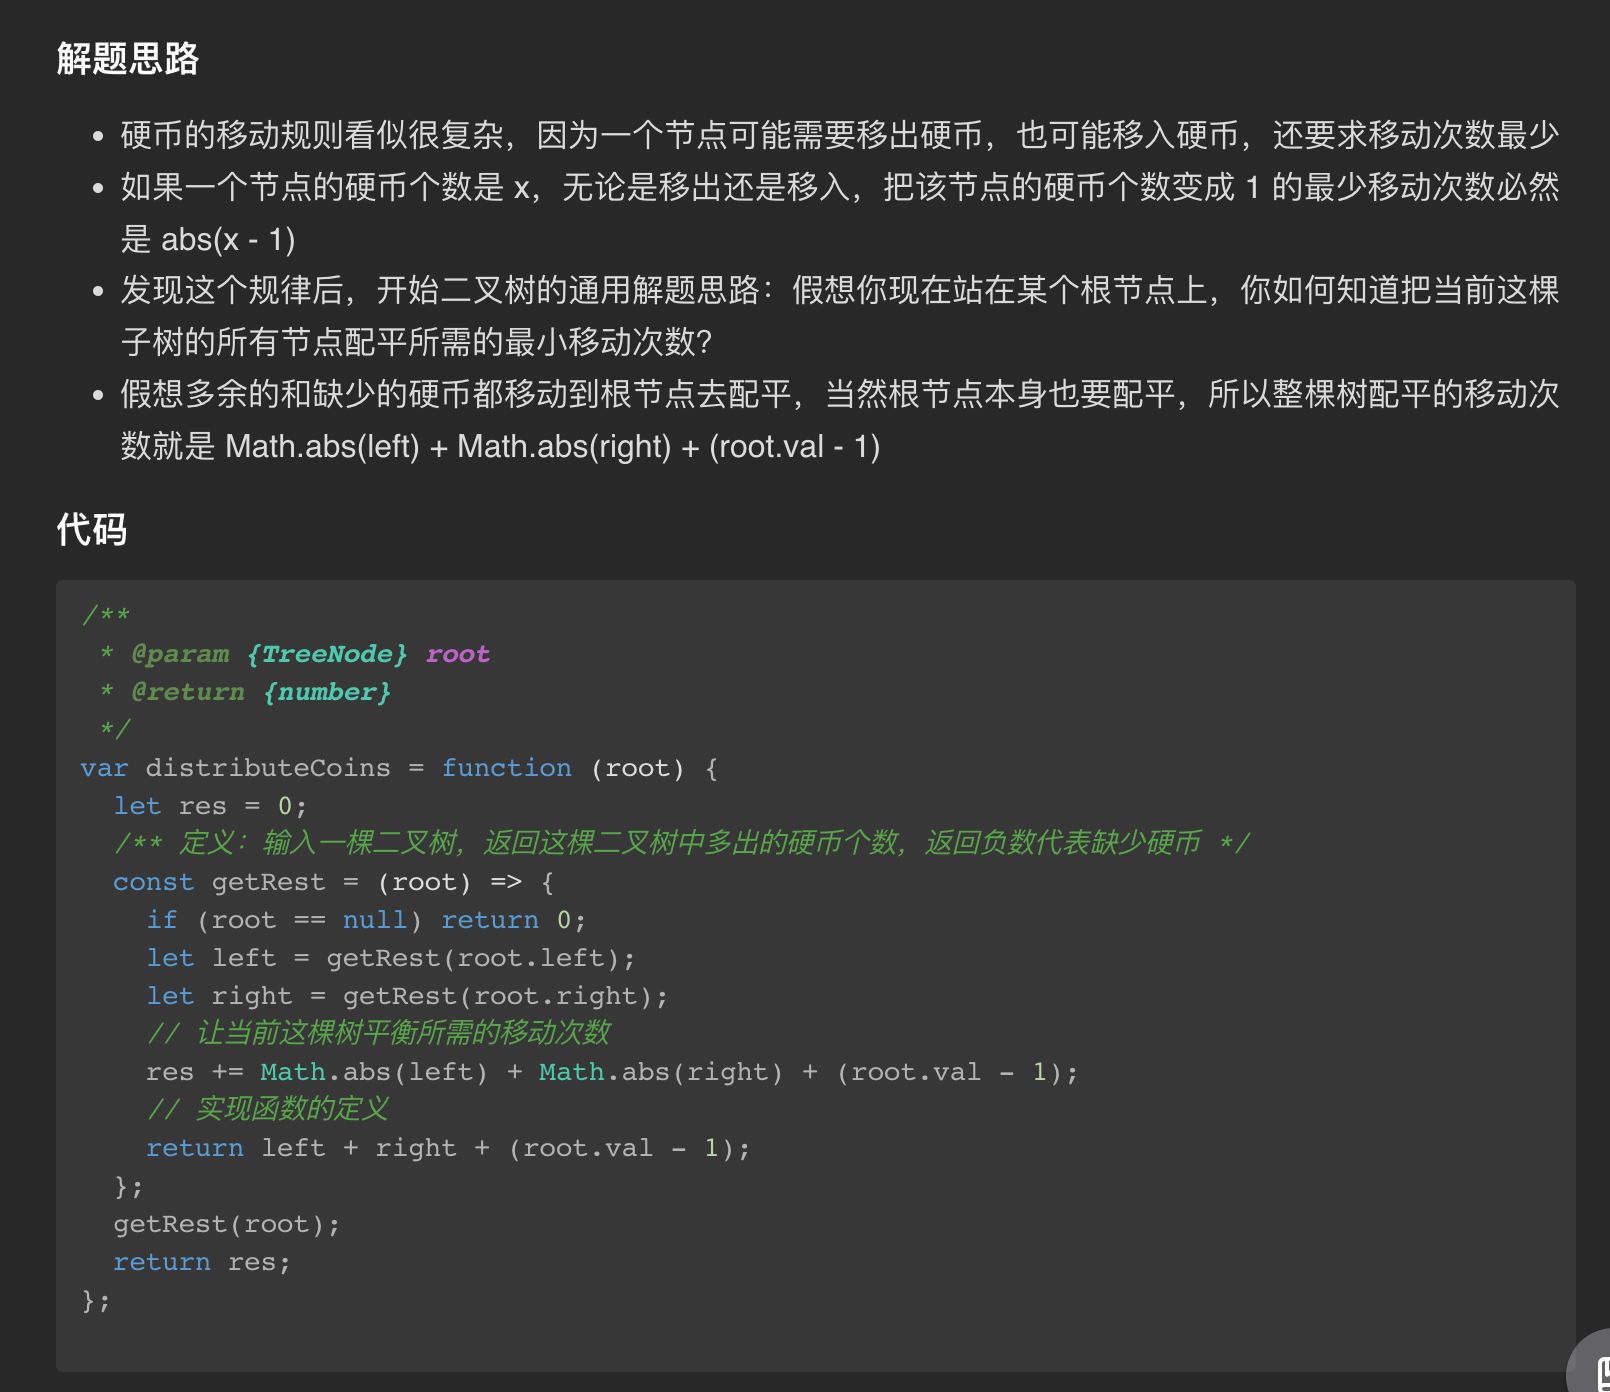 解题思路
• 硬币的移动规则看似很复杂，因为一个节点可能需要移出硬币，也可能移入硬币，还要求移动次数最少
• 如果一个节点的硬币个数是 x，无论是移出还是移入，把该节点的硬币个数变成 1 的最少移动次数必然
是 abs(x - 1)
• 发现这个规律后，开始二叉树的通用解题思路：假想你现在站在某个根节点上，你如何知道把当前这棵
子树的所有节点配平所需的最小移动次数？
• 假想多余的和缺少的硬币都移动到根节点去配平，当然根节点本身也要配平，所以整棵树配平的移动次
数就是 Math.abs(left) + Math.abs(right) + (root.val - 1)
代码
/**
 * @param {TreeNode} root
 * @return {number}
 */
var distributeCoins = function (root) {
  let res = 0;
  /** 定义：输入一棵二叉树，返回这棵二叉树中多出的硬币个数，返回负数代表缺少硬币 */
  const getRest = (root) => {
    if (root == null) return 0;
    let left = getRest(root.left);
    let right = getRest(root.right);
    // 让当前这棵树平衡所需的移动次数
    res += Math.abs(left) + Math.abs(right) + (root.val - 1);
    // 实现函数的定义
    return left + right + (root.val - 1);
  };
  getRest(root);
  return res;
};